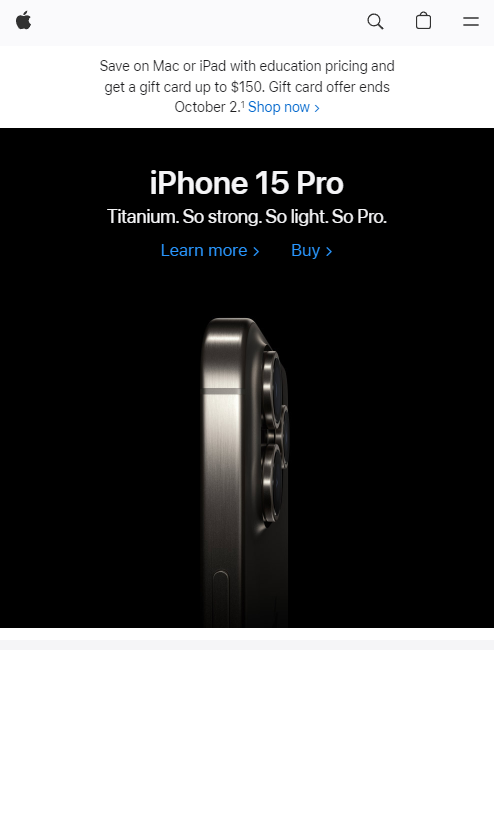 Save on Mac or iPad with education pricing and
get a gift card up to $150. Gift card offer ends
October 2.¹ Shop now >
iPhone 15 Pro
Titanium. So strong. So light. So Pro.
Learn more > Buy >